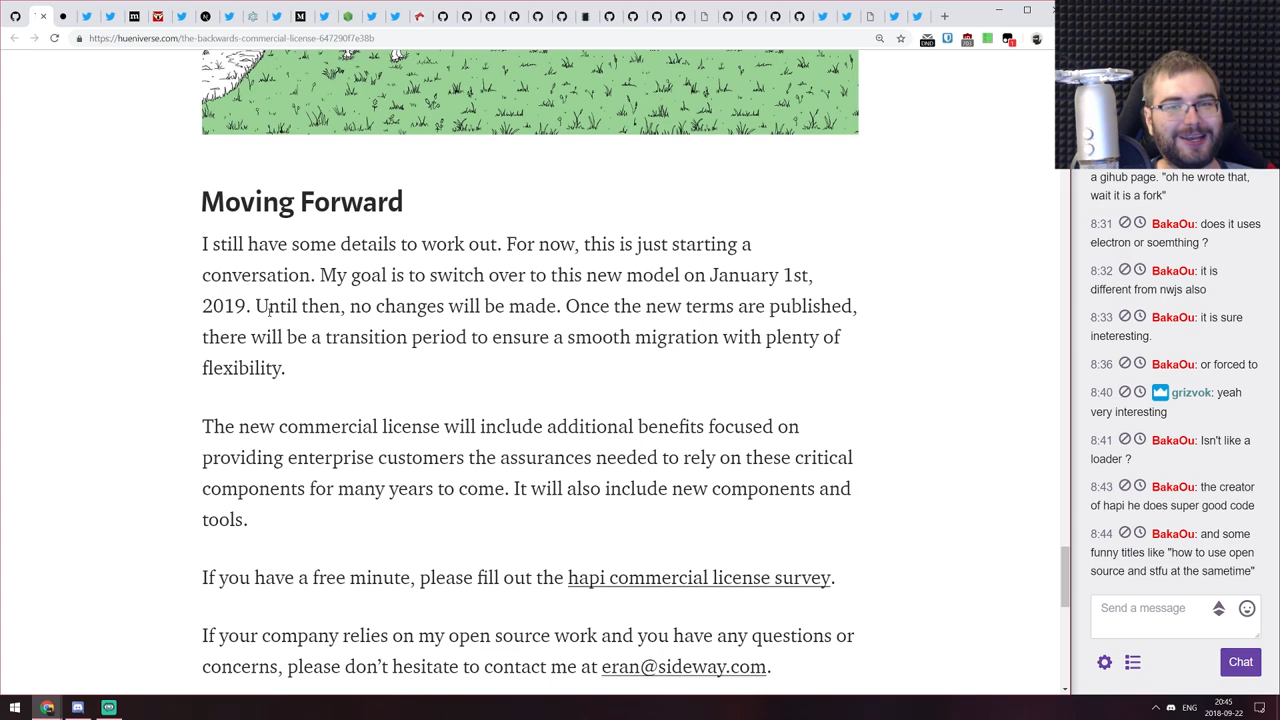 https://hueniverse.com/the-backwards-commercial-license-647290f7e38b
DND
703
1
Moving Forward
I still have some details to work out. For now, this is just starting a
conversation. My goal is to switch over to this new model on January 1st,
2019. Until then, no changes will be made. Once the new terms are published,
there will be a transition period to ensure a smooth migration with plenty of
flexibility.
The new commercial license will include additional benefits focused on
providing enterprise customers the assurances needed to rely on these critical
components for many years to come. It will also include new components and
tools.
If you have a free minute, please fill out the hapi commercial license survey.
If your company relies on my open source work and you have any questions or
concerns, please don’t hesitate to contact me at eran@sideway.com.
a gihub page. "oh he wrote that,
wait it is a fork"
8:31 BakaOu: does it uses
electron or soemthing ?
8:32 BakaOu: it is
different from nwjs also
8:33 BakaOu: it is sure
ineteresting.
8:36 BakaOu: or forced to
8:40 grizvok: yeah
very interesting
8:41 BakaOu: Isn't like a
loader ?
8:43 BakaOu: the creator
of hapi he does super good code
8:44 BakaOu: and some
funny titles like "how to use open
source and stfu at the sametime"
Send a message
Chat
ENG
20:45
2018-09-22